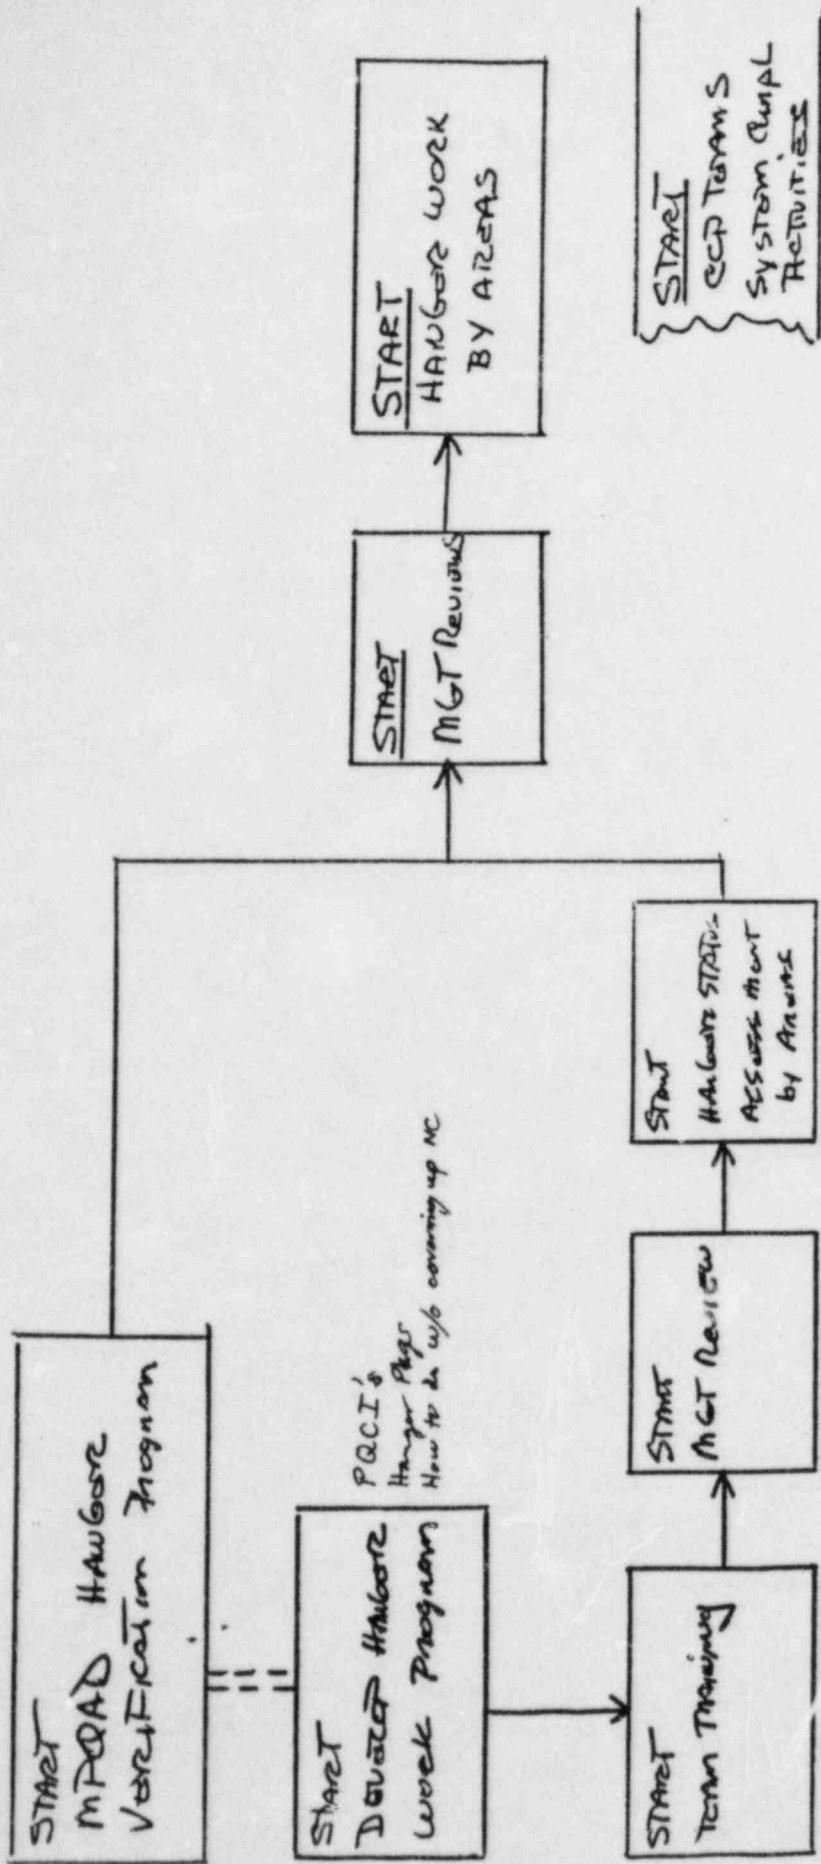 START
MPQAD HANGER
VERIFICATION Program
START
DEVELOP HANGER
WORK Program
PQCI's
Hanger Pkgs
How to do w/o covering up NC
START
TEAM TRAINING
START
MGT Review
START
HANGER STATUS
ASSESSMENT
by AREAS
START
MGT Reviews
START
HANGER WORK
BY AREAS
START
CCP TEAMS
SYSTEM Compl
ACTIVITIES